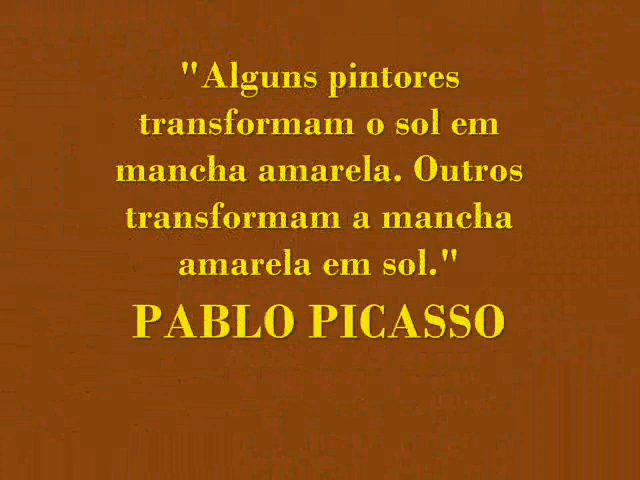 "Alguns pintores
transformam o sol em
mancha amarela. Outros
transformam a mancha
amarela em sol."
PABLO PICASSO